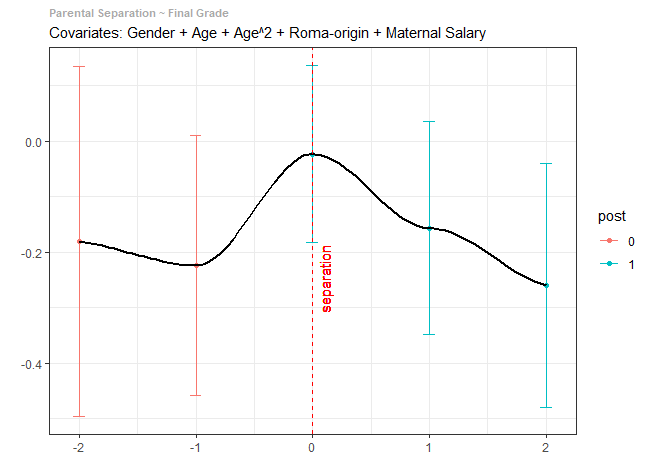 Parental Separation ~ Final Grade
Covariates: Gender + Age + Age^2 + Roma-origin + Maternal Salary
0.0
-0.2
-0.4
separation
-2
-1
0
1
2
post
0
1